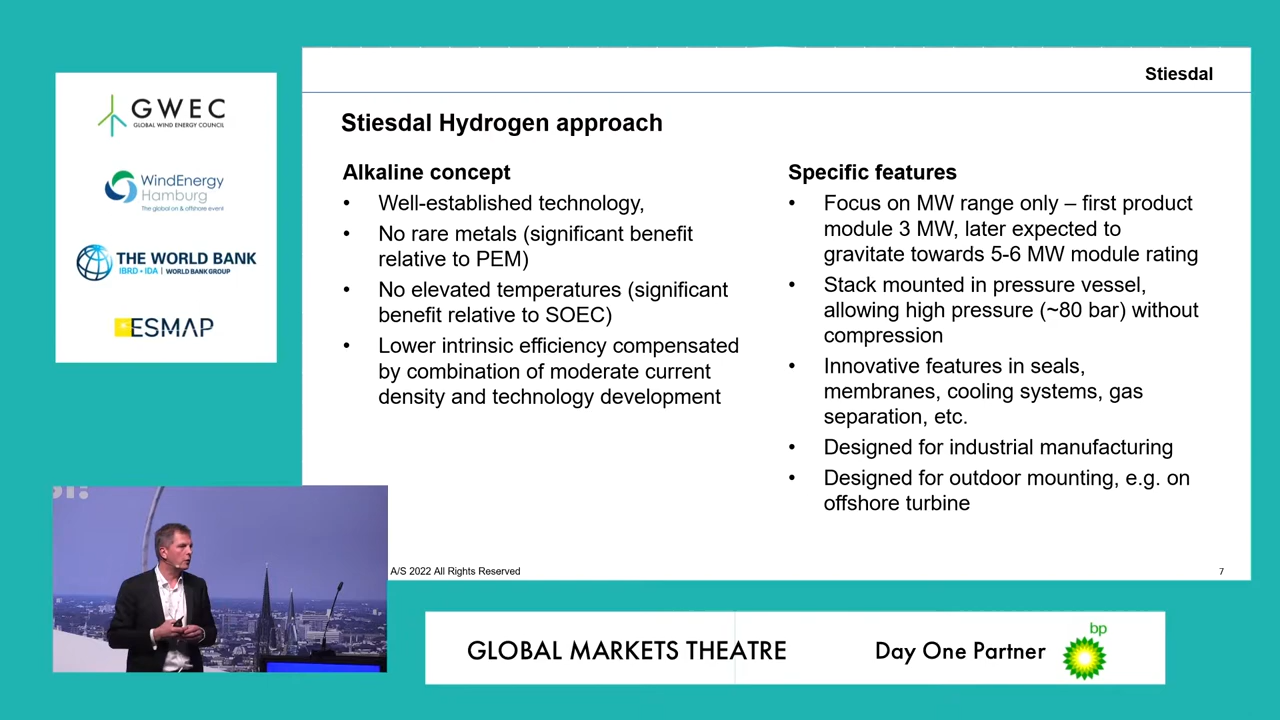 GWEC
GLOBAL WIND ENERGY COUNCIL
WindEnergy
Hamburg
The global on & offshore event
THE WORLD BANK
IBRD • IDA | WORLD BANK GROUP
ESMAP
Stiesdal
Stiesdal Hydrogen approach
Alkaline concept
• Well-established technology,
• No rare metals (significant benefit
relative to PEM)
• No elevated temperatures (significant
benefit relative to SOEC)
• Lower intrinsic efficiency compensated
by combination of moderate current
density and technology development
Specific features
• Focus on MW range only – first product
module 3 MW, later expected to
gravitate towards 5-6 MW module rating
• Stack mounted in pressure vessel,
allowing high pressure (~80 bar) without
compression
• Innovative features in seals,
membranes, cooling systems, gas
separation, etc.
• Designed for industrial manufacturing
• Designed for outdoor mounting, e.g. on
offshore turbine
A/S 2022 All Rights Reserved
7
GLOBAL MARKETS THEATRE
Day One Partner
bp